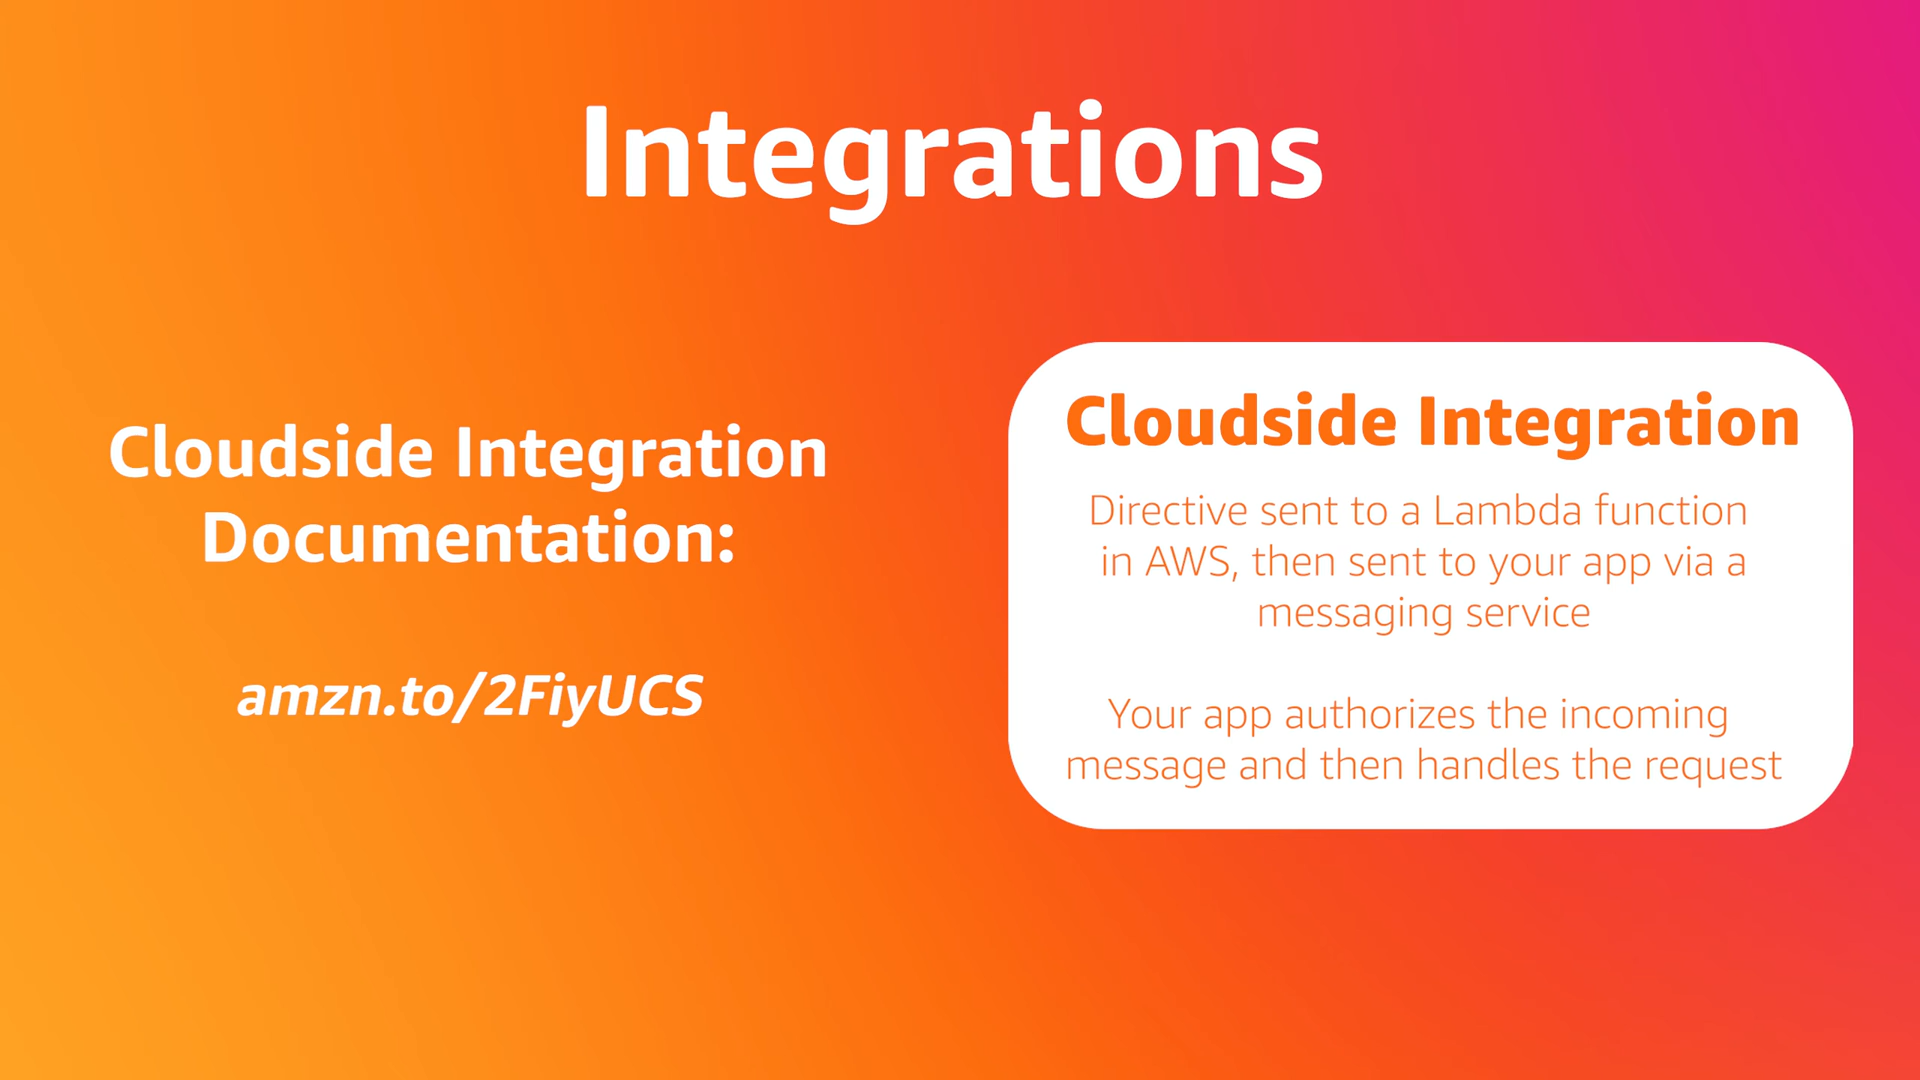 Integrations
Cloudside Integration
Documentation:
amzn.to/2FiyUCS
Cloudside Integration
Directive sent to a Lambda function
in AWS, then sent to your app via a
messaging service
Your app authorizes the incoming
message and then handles the request